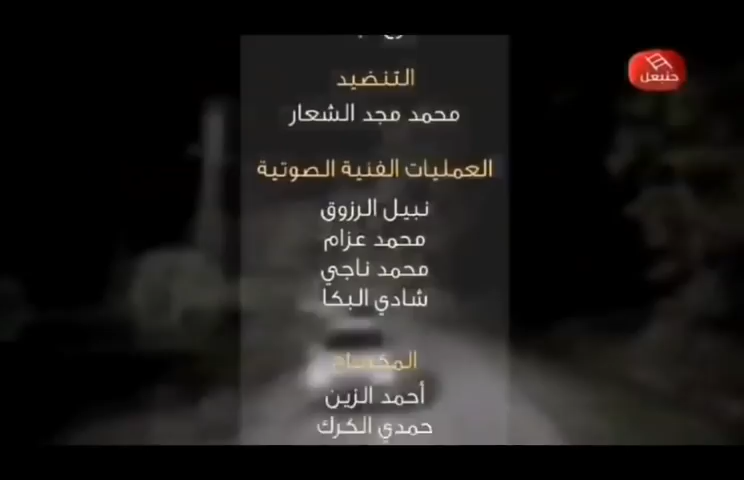 التنضيد
محمد مجد الشعار
العمليات الفنية الصوتية
نبيل الرزوق
محمد عزام
محمد ناجي
شادي البكا
المكساج
أحمد الزين
حمدي الكرك
حنبعل